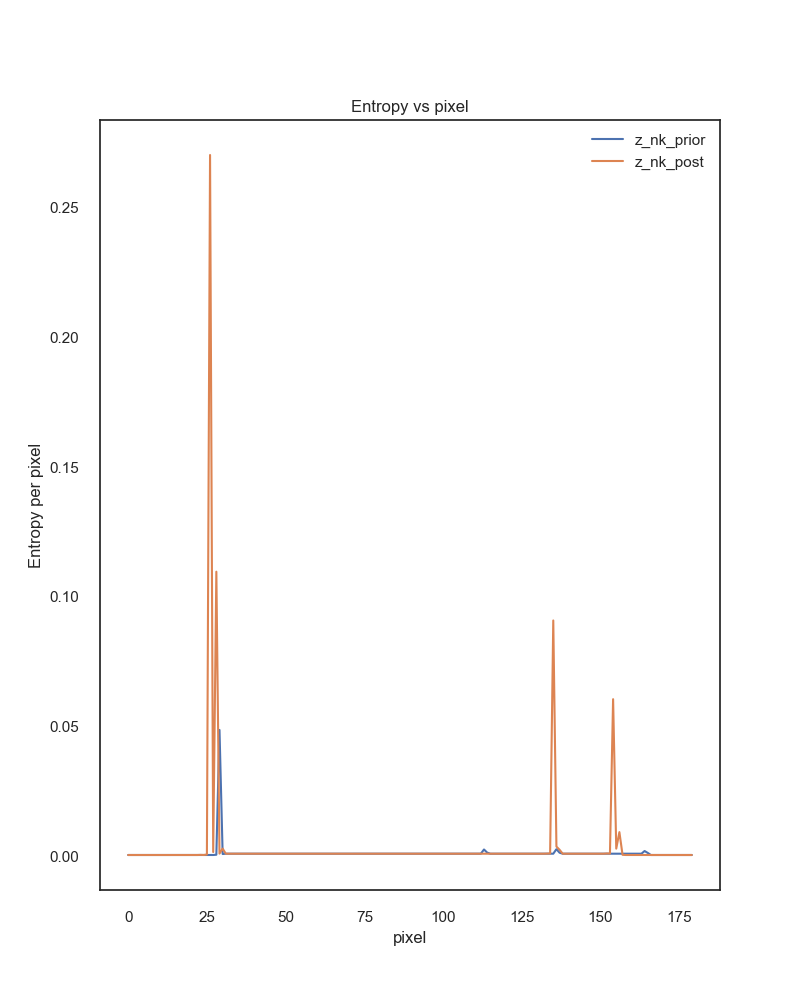 Entropy vs pixel
z_nk_prior
z_nk_post
Entropy per pixel
0.25
0.20
0.15
0.10
0.05
0.00
0 25 50 75 100 125 150 175
pixel